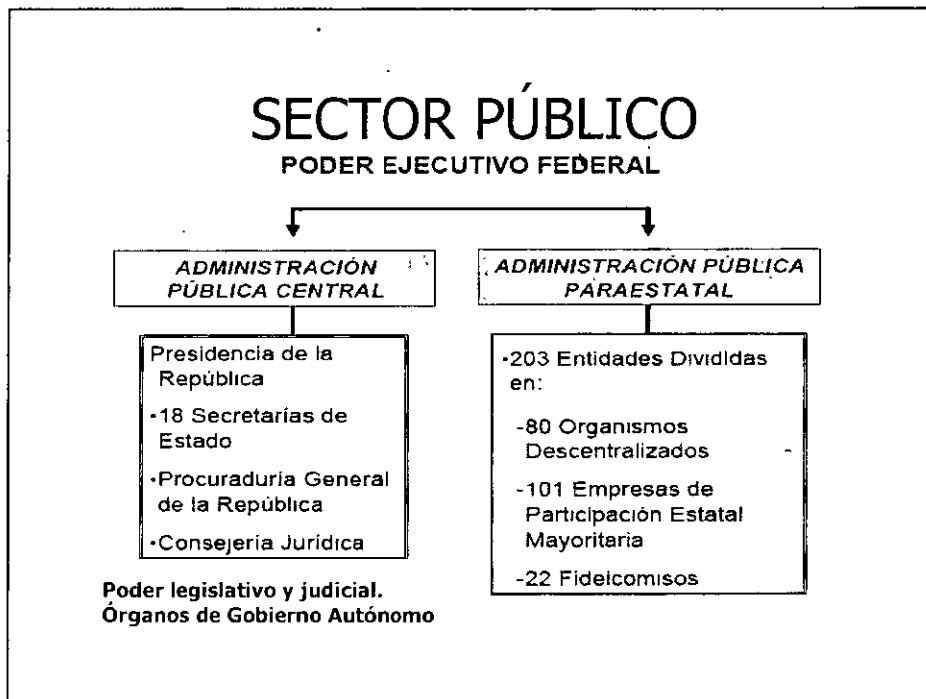 SECTOR PÚBLICO
PODER EJECUTIVO FEDERAL
ADMINISTRACIÓN
PÚBLICA CENTRAL
Presidencia de la
República
•18 Secretarías de
Estado
•Procuraduría General
de la República
•Consejería Jurídica
Poder legislativo y judicial.
Órganos de Gobierno Autónomo
ADMINISTRACIÓN PÚBLICA
PARAESTATAL
•203 Entidades Divididas
en:
-80 Organismos
Descentralizados
-101 Empresas de
Participación Estatal
Mayoritaria
-22 Fideicomisos